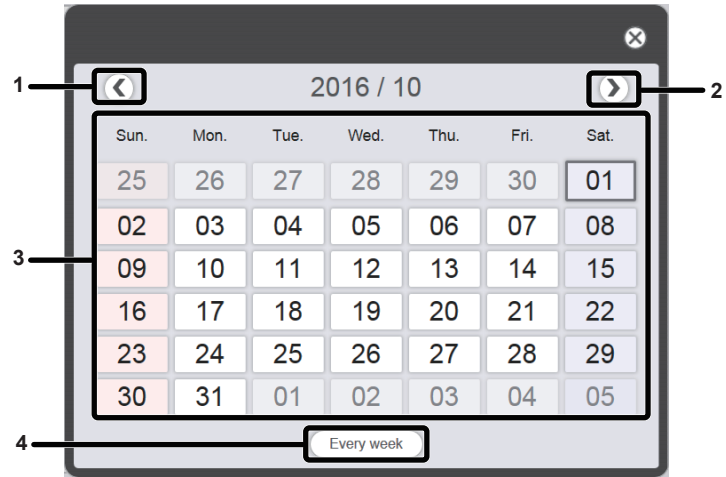 1 2016 / 10 2
Sun. Mon. Tue. Wed. Thu. Fri. Sat.
25 26 27 28 29 30 01
02 03 04 05 06 07 08
3 09 10 11 12 13 14 15
16 17 18 19 20 21 22
23 24 25 26 27 28 29
30 31 01 02 03 04 05
4 Every week